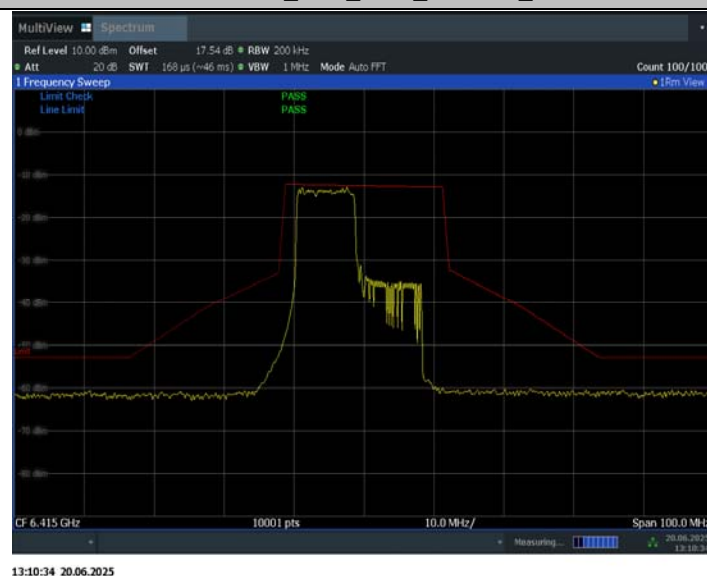 MultiView Spectrum
Ref Level 10.00 dBm Offset 17.54 dB RBW 200 kHz
Att 20 dB SWT 168 µs (~46 ms) VBW 1 MHz Mode Auto FFT Count 100/100
1 Frequency Sweep 1Rm View
Limit Check PASS
Line Limit PASS
0 dBm
-10 dBm
-20 dBm
-30 dBm
-40 dBm
-50 dBm
-60 dBm
-70 dBm
-80 dBm
CF 6.415 GHz 10001 pts 10.0 MHz/ Span 100.0 MHz
Measuring... 20.06.2025
13:10:34
13:10:34 20.06.2025